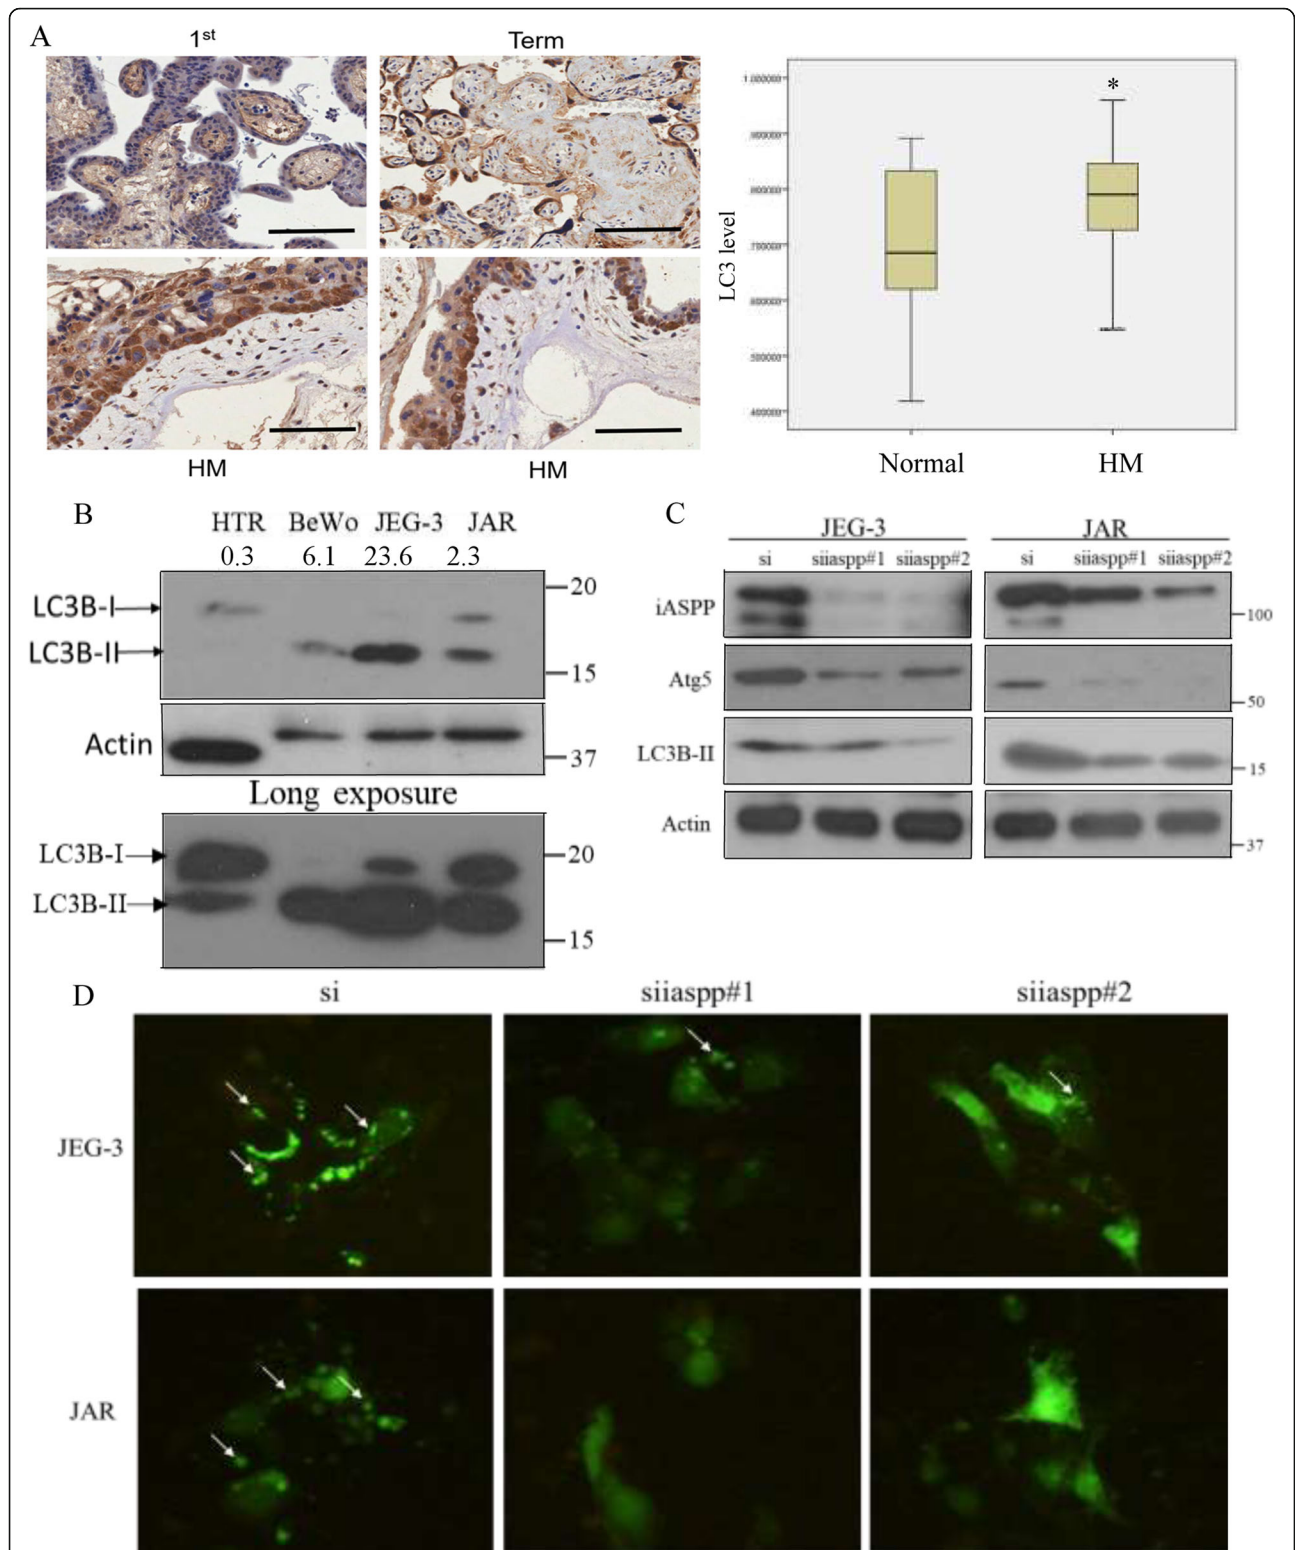 A
1st
Term
HM
HM
*
LC3 level
Normal
HM
B
HTR BeWo JEG-3 JAR
0.3 6.1 23.6 2.3
LC3B-I
LC3B-II
20
15
Actin
37
Long exposure
LC3B-I
LC3B-II
20
15
C
JEG-3 JAR
si siiaspp#1 siiaspp#2 si siiaspp#1 siiaspp#2
iASPP
100
Atg5
50
LC3B-II
15
Actin
37
D
si siiaspp#1 siiaspp#2
JEG-3
JAR